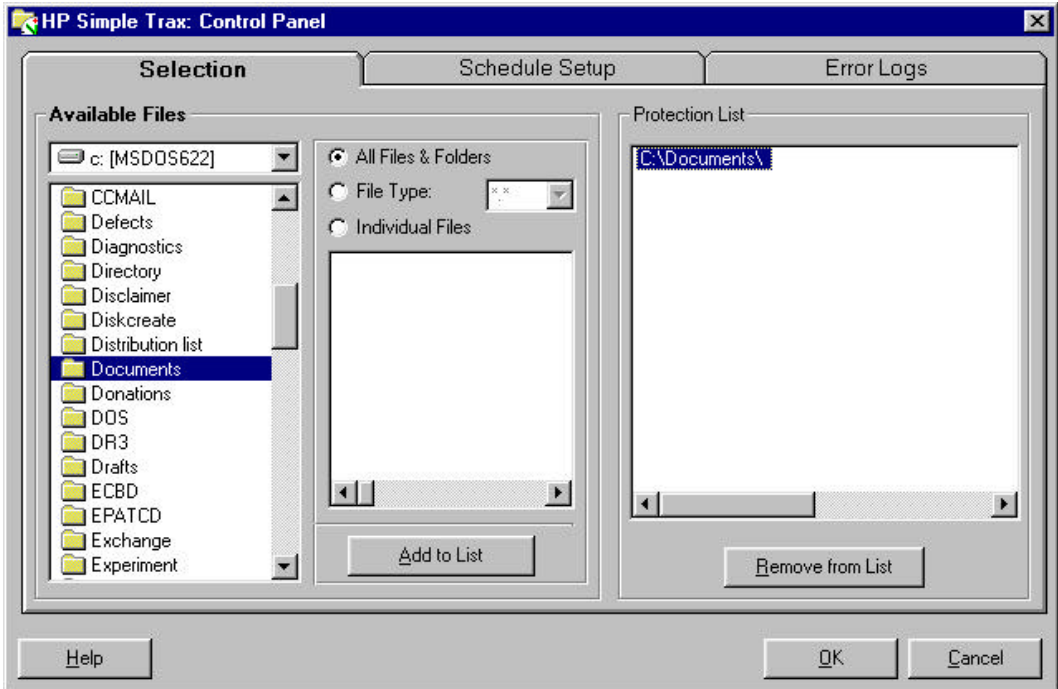 HP Simple Trax: Control Panel
Selection
Schedule Setup
Error Logs
Available Files
c: [MSDOS622]
CCMAIL
Defects
Diagnostics
Directory
Disclaimer
Diskcreate
Distribution list
Documents
Donations
DOS
DR3
Drafts
ECBD
EPATCD
Exchange
Experiment
All Files & Folders
File Type:
*.*
Individual Files
Add to List
Protection List
C:\Documents\
Remove from List
Help
OK
Cancel